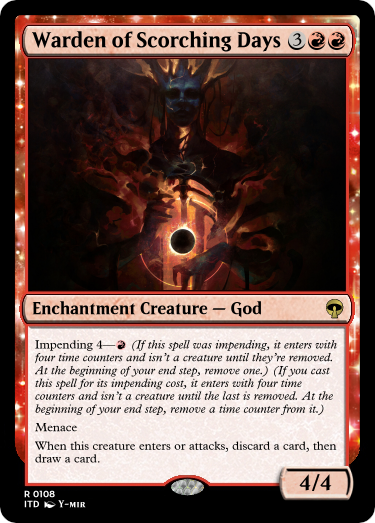 Warden of Scorching Days 3
Enchantment Creature — God
Impending 4— (If this spell was impending, it enters with
four time counters and isn't a creature until they're removed.
At the beginning of your end step, remove one.) (If you cast
this spell for its impending cost, it enters with four time
counters and isn't a creature until the last is removed. At the
beginning of your end step, remove a time counter from it.)
Menace
When this creature enters or attacks, discard a card, then
draw a card.
4/4
R 0108
ITD Y-MIR